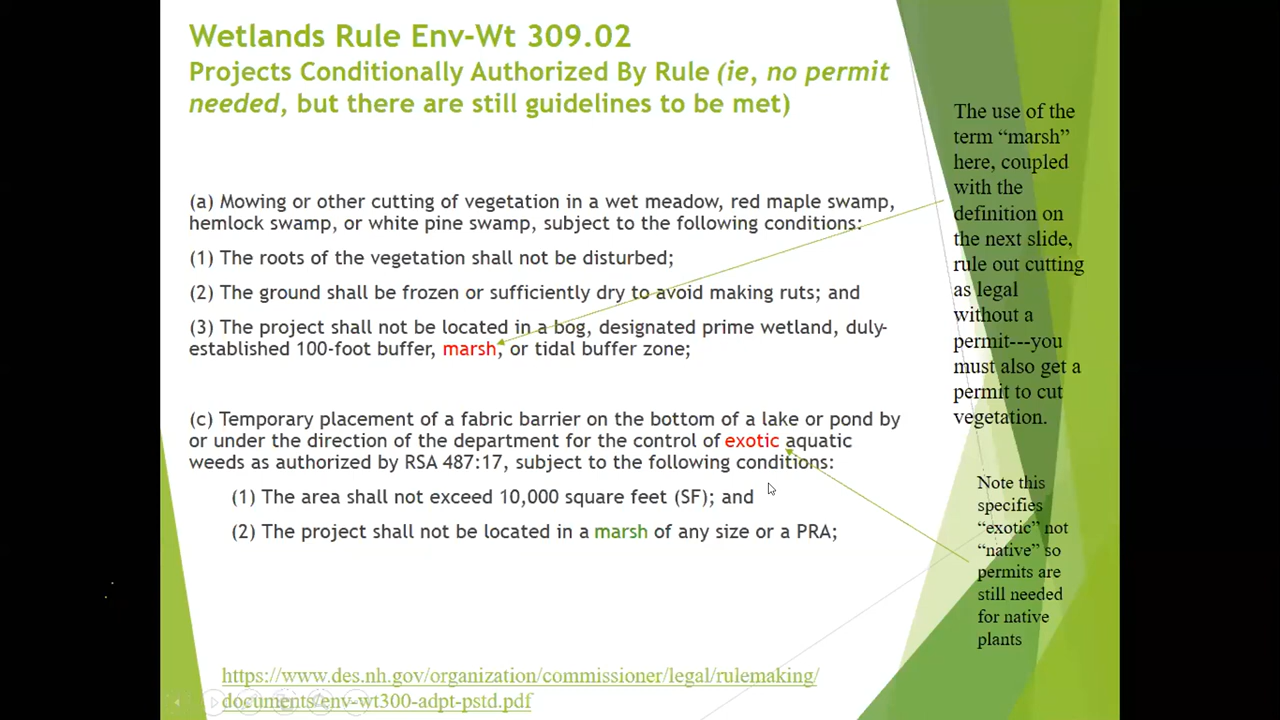 Wetlands Rule Env-Wt 309.02
Projects Conditionally Authorized By Rule (ie, no permit
needed, but there are still guidelines to be met)
(a) Mowing or other cutting of vegetation in a wet meadow, red maple swamp,
hemlock swamp, or white pine swamp, subject to the following conditions:
(1) The roots of the vegetation shall not be disturbed;
(2) The ground shall be frozen or sufficiently dry to avoid making ruts; and
(3) The project shall not be located in a bog, designated prime wetland, duly-
established 100-foot buffer, marsh, or tidal buffer zone;
(c) Temporary placement of a fabric barrier on the bottom of a lake or pond by
or under the direction of the department for the control of exotic aquatic
weeds as authorized by RSA 487:17, subject to the following conditions:
(1) The area shall not exceed 10,000 square feet (SF); and
(2) The project shall not be located in a marsh of any size or a PRA;
https://www.des.nh.gov/organization/commissioner/legal/rulemaking/
documents/env-wt300-adpt-pstd.pdf
The use of the
term “marsh”
here, coupled
with the
definition on
the next slide,
rule out cutting
as legal
without a
permit---you
must also get a
permit to cut
vegetation.
Note this
specifies
“exotic” not
“native” so
permits are
still needed
for native
plants